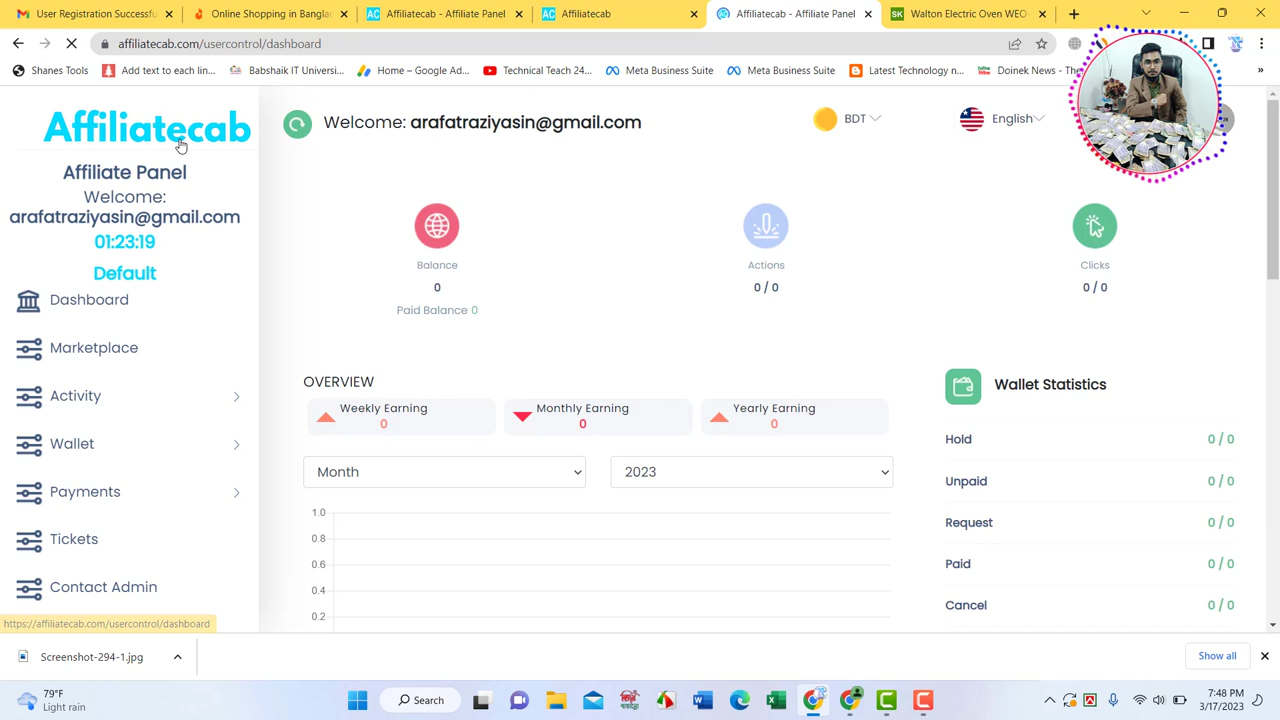 User Registration Successfu
Online Shopping in Banglad
Affiliatecab - Affiliate Panel
Affiliatecab
Affiliatecab - Affiliate Panel
Walton Electric Oven WEO-
affiliatecab.com/usercontrol/dashboard
Shanes Tools
Add text to each lin...
Babshaik IT Universi...
Home – Google Ad...
Technical Teach 24...
Meta Business Suite
Meta Business Suite
Latest Technology n...
Doinek News - The
Affiliatecab
Affiliate Panel
Welcome:
arafatraziyasin@gmail.com
01:23:19
Default
Dashboard
Marketplace
Activity
Wallet
Payments
Tickets
Contact Admin
https://affiliatecab.com/usercontrol/dashboard
Welcome: arafatraziyasin@gmail.com
BDT
English
Balance
0
Paid Balance 0
Actions
0 / 0
Clicks
0 / 0
OVERVIEW
Weekly Earning
0
Monthly Earning
0
Yearly Earning
0
Month
2023
1.0
0.8
0.6
0.4
0.2
Wallet Statistics
Hold 0 / 0
Unpaid 0 / 0
Request 0 / 0
Paid 0 / 0
Cancel 0 / 0
Screenshot-294-1.jpg
Show all
79°F
Light rain
Search
7:48 PM
3/17/2023